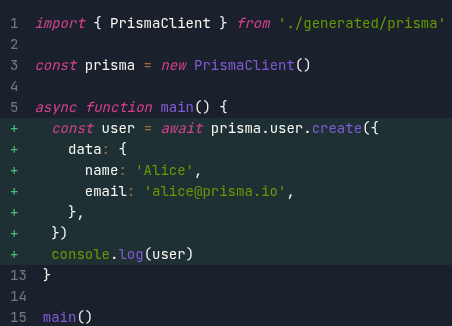 1 import { PrismaClient } from './generated/prisma'
2
3 const prisma = new PrismaClient()
4
5 async function main() {
+ const user = await prisma.user.create({
+ data: {
+ name: 'Alice',
+ email: 'alice@prisma.io',
+ },
+ })
+ console.log(user)
13 }
14
15 main()